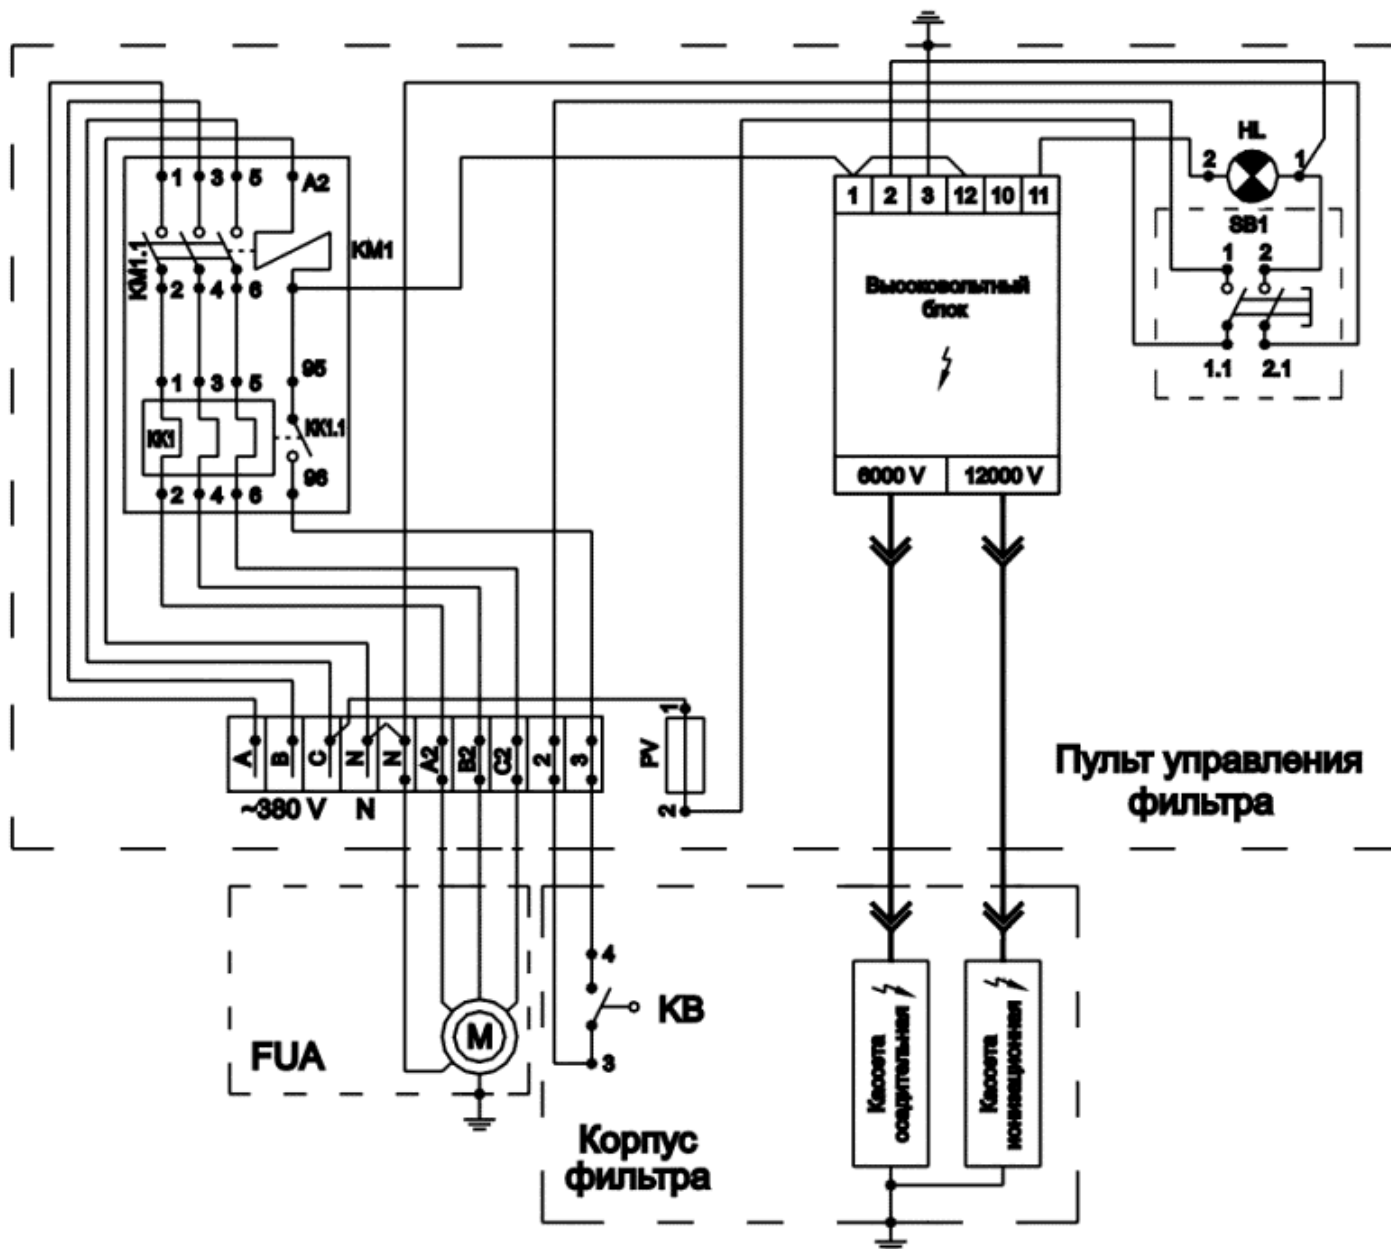 HL
1 3 5 A2
1 2 3 12 10 11
2 1
SB1
KM1.1
KM1
1 2
2 4 6
Высоковольтный
блок
95
1 3 5
1.1 2.1
KK1
KK1.1
96
2 4 6
6000 V 12000 V
A B C N N A2 B2 C2 2 3
1
PV
2
~380 V N
Пульт управления
фильтра
4
KB
3
M
FUA
Кассета
осадительная
Кассета
ионизационная
Корпус
фильтра